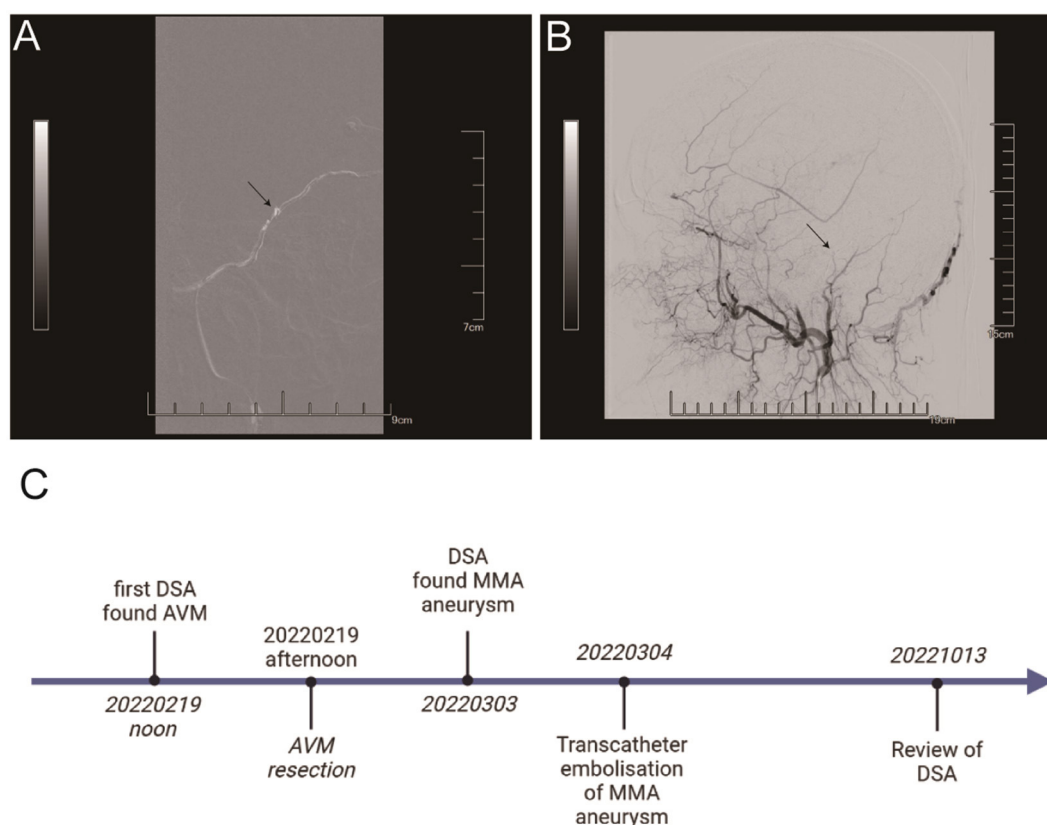 A
B
7cm
9cm
15cm
19cm
C
first DSA
found AVM
20220219
afternoon
DSA
found MMA
aneurysm
20220304
20221013
20220219
noon
AVM
resection
20220303
Transcatheter
embolisation
of MMA
aneurysm
Review of
DSA